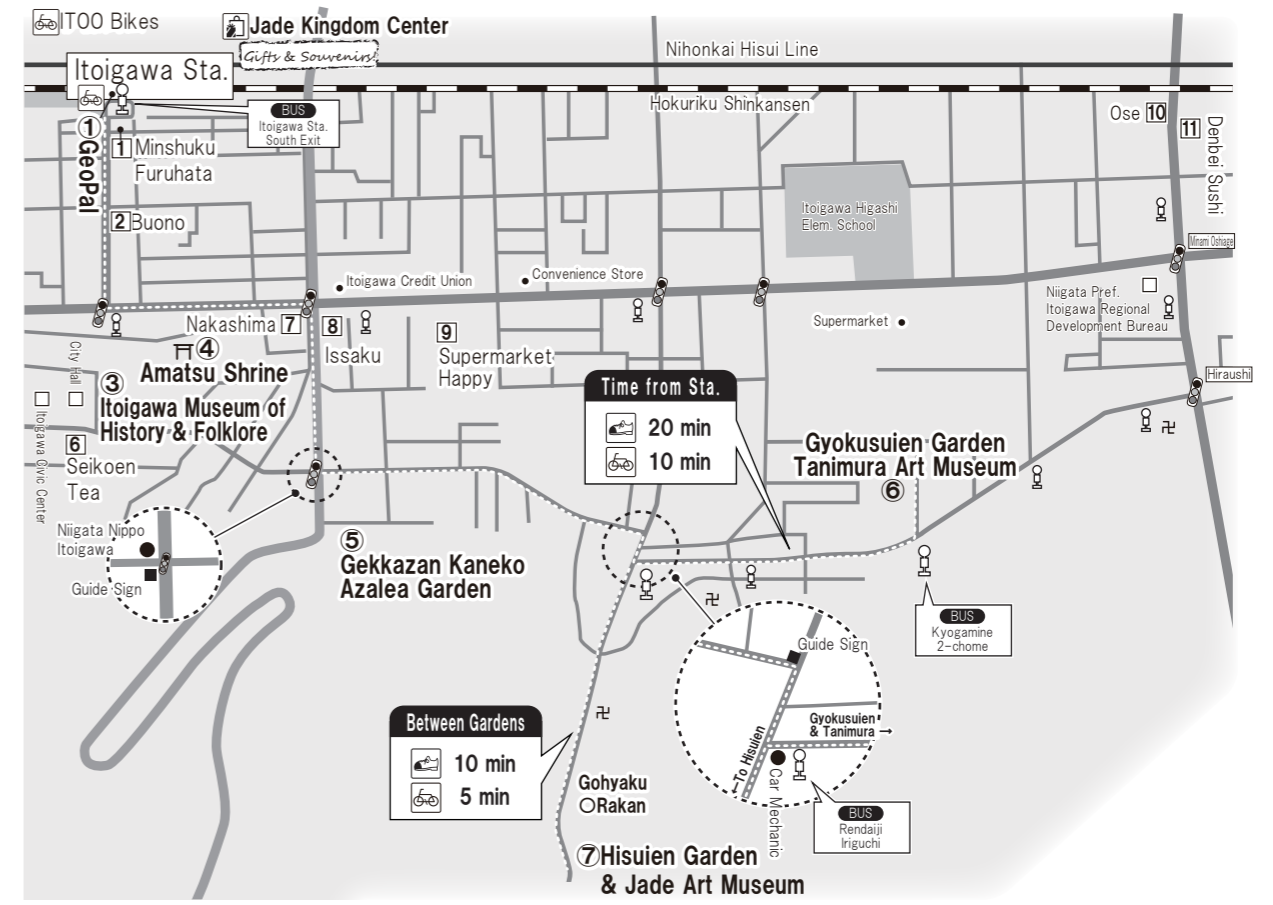 ITOO Bikes
Jade Kingdom Center
Gifts & Souvenirs!
Nihonkai Hisui Line
Itoigawa Sta.
Hokuriku Shinkansen
BUS
Itoigawa Sta.
South Exit
① GeoPal
1 Minshuku
Furuhata
2 Buono
Ose 10
11 Denbei Sushi
Itoigawa Higashi
Elem. School
Minami Oshiage
Itoigawa Credit Union
Convenience Store
Niigata Pref.
Itoigawa Regional
Development Bureau
Supermarket
Nakashima 7
8
Issaku
9
Supermarket
Happy
④
Amatsu Shrine
City Hall
③
Itoigawa Museum of
History & Folklore
Itoigawa Civic Center
6
Seikoen
Tea
Hiraushi
Time from Sta.
20 min
10 min
Gyokusuien Garden
Tanimura Art Museum
⑥
卍
Niigata Nippo
Itoigawa
Guide Sign
⑤
Gekkazan Kaneko
Azalea Garden
卍
BUS
Kyogamine
2-chome
Guide Sign
Gyokusuien
& Tanimura →
←To Hisuien
Car Mechanic
BUS
Rendaiji
Iriguchi
卍
Between Gardens
10 min
5 min
Gohyaku
Rakan
⑦Hisuien Garden
& Jade Art Museum